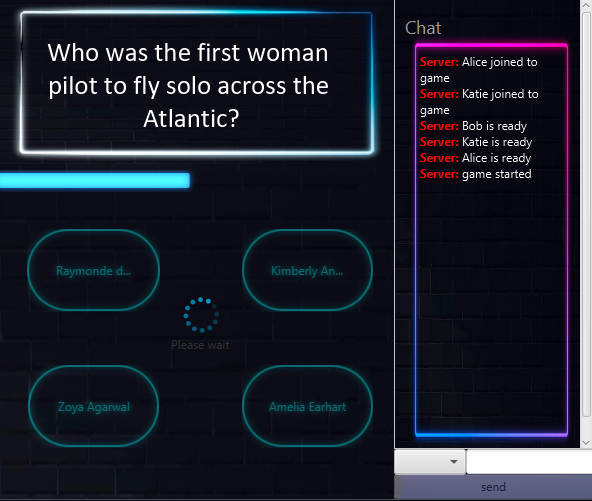 Who was the first woman
pilot to fly solo across the
Atlantic?
Raymonde d...
Kimberly An...
Please wait
Zoya Agarwal
Amelia Earhart
Chat
Server: Alice joined to
game
Server: Katie joined to
game
Server: Bob is ready
Server: Katie is ready
Server: Alice is ready
Server: game started
send